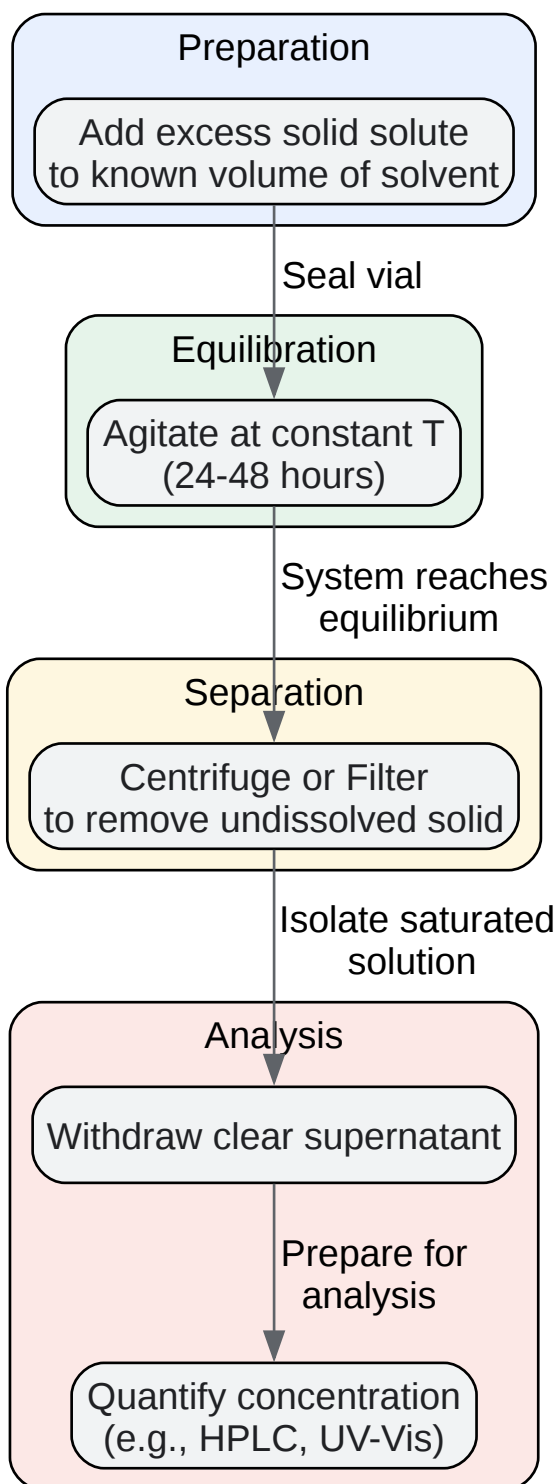 Preparation
Add excess solid solute
to known volume of solvent
Seal vial
Equilibration
Agitate at constant T
(24-48 hours)
System reaches
equilibrium
Separation
Centrifuge or Filter
to remove undissolved solid
Isolate saturated
solution
Analysis
Withdraw clear supernatant
Prepare for
analysis
Quantify concentration
(e.g., HPLC, UV-Vis)